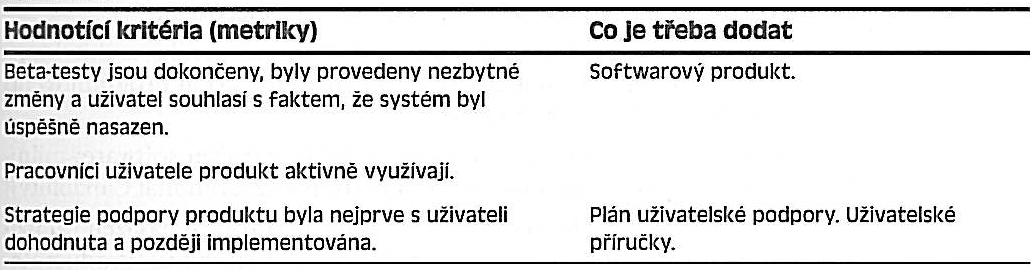 Hodnotící kritéria (metriky) Co je třeba dodat
Beta-testy jsou dokončeny, byly provedeny nezbytné Softwarový produkt.
změny a uživatel souhlasí s faktem, že systém byl
úspěšně nasazen.
Pracovníci uživatele produkt aktivně využívají.
Strategie podpory produktu byla nejprve s uživateli Plán uživatelské podpory. Uživatelské
dohodnuta a později implementována. příručky.